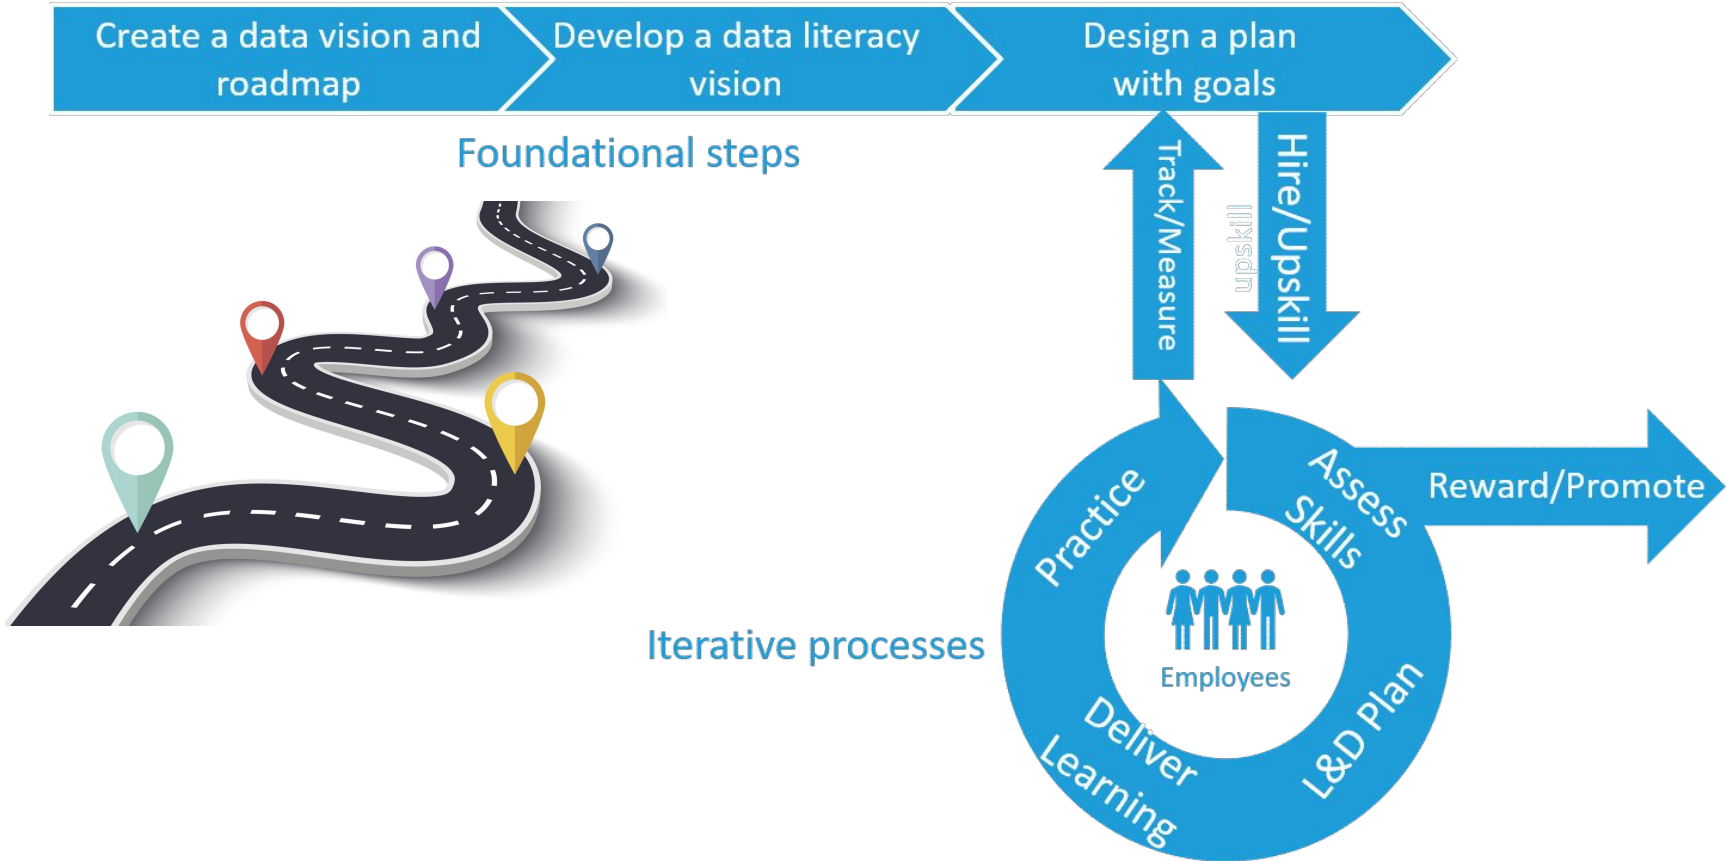 Create a data vision and
roadmap
Develop a data literacy
vision
Design a plan
with goals
Foundational steps
Track/Measure
upskill
Hire/Upskill
Assess
Skills
Reward/Promote
Practice
Employees
Iterative processes
L&D Plan
Deliver
Learning